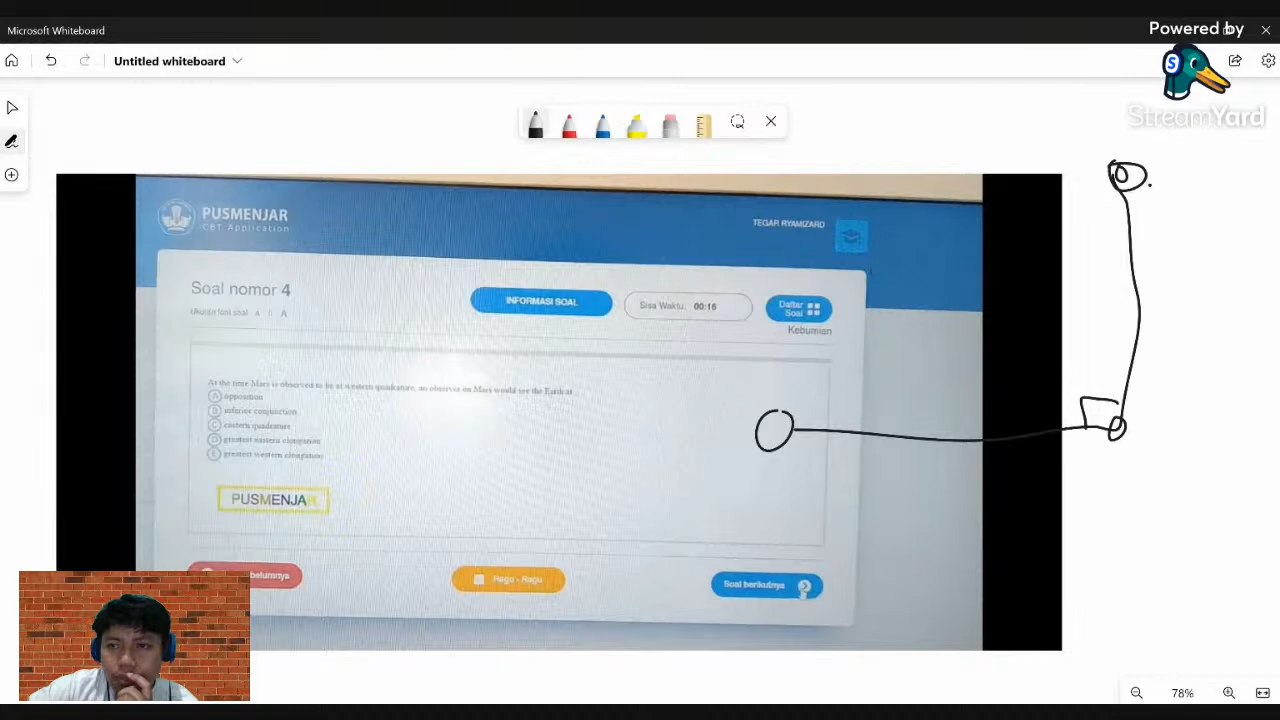 Microsoft Whiteboard
Powered by
StreamYard
Untitled whiteboard
PUSMENJAR
CBT Application
TEGAR RYAMIZARD
Soal nomor 4
INFORMASI SOAL
Sisa Waktu: 00:16
Daftar
Soal
Ukuran font soal A A A
Kebumian
At the time Mars is observed to be at western quadrature, an observer on Mars would see the Earth at
A opposition
B inferior conjunction
C eastern quadrature
D greatest eastern elongation
E greatest western elongation
PUSMENJAR
Ragu - Ragu
Soal berikutnya
78%